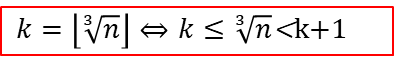 k = ⌊∛n⌋ ⇔ k ≤ ∛n<k+1